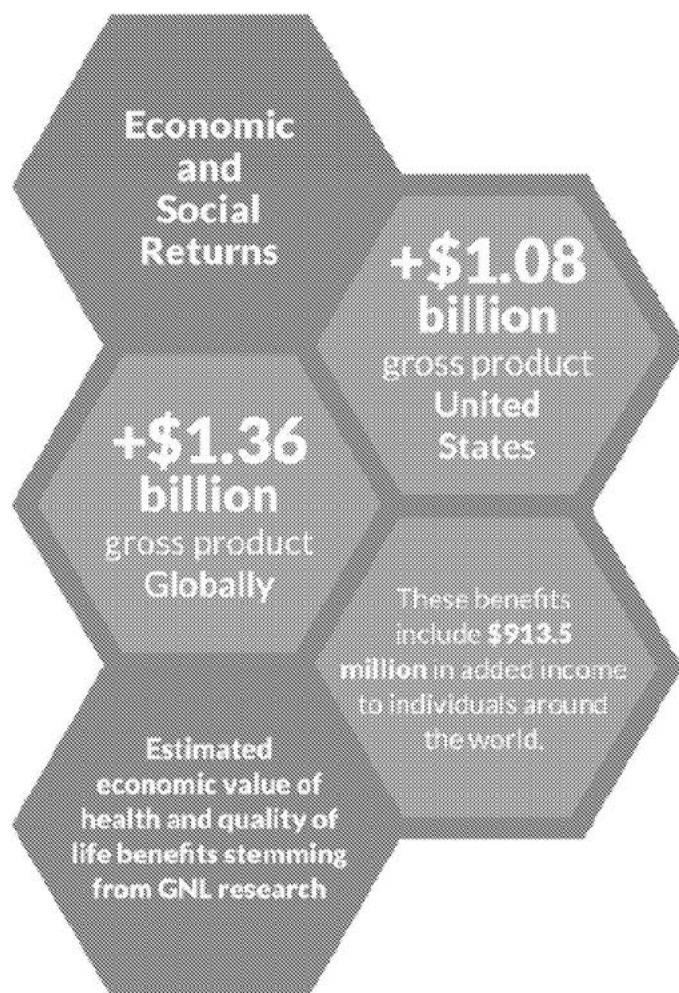 Economic
and
Social
Returns
+$1.08
billion
gross product
United
States
+$1.36
billion
gross product
Globally
These benefits
include $913.5
million in added income
to individuals around
the world.
Estimated
economic value of
health and quality of
life benefits stemming
from GNL research